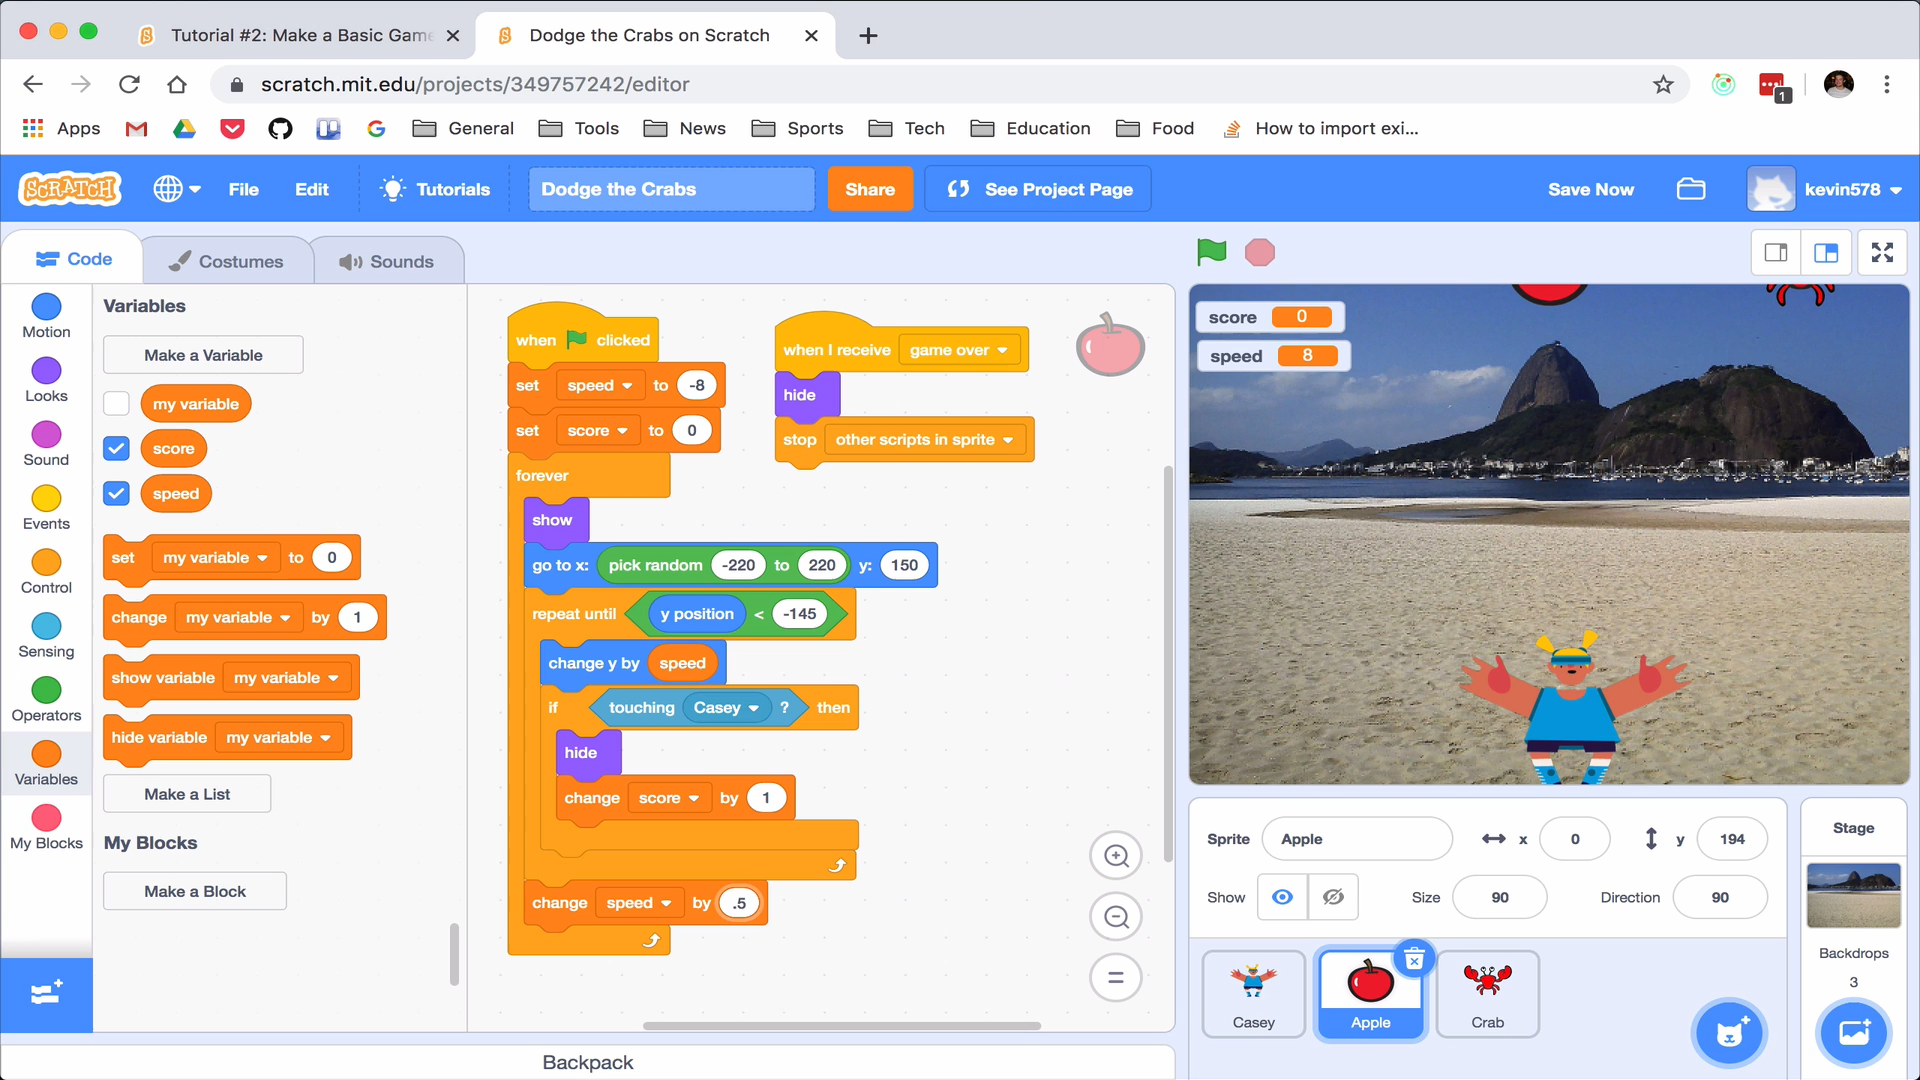 Tutorial #2: Make a Basic Game
Dodge the Crabs on Scratch
scratch.mit.edu/projects/349757242/editor
1
Apps
General
Tools
News
Sports
Tech
Education
Food
How to import exi...
SCRATCH
File
Edit
Tutorials
Dodge the Crabs
Share
See Project Page
Save Now
kevin578
Code
Costumes
Sounds
Motion
Looks
Sound
Events
Control
Sensing
Operators
Variables
My Blocks
Variables
Make a Variable
my variable
score
speed
set my variable to 0
change my variable by 1
show variable my variable
hide variable my variable
Make a List
My Blocks
Make a Block
when clicked
set speed to -8
set score to 0
forever
show
go to x: pick random -220 to 220 y: 150
repeat until y position < -145
change y by speed
if touching Casey ? then
hide
change score by 1
change speed by .5
when I receive game over
hide
stop other scripts in sprite
Backpack
score 0
speed 8
Sprite Apple x 0 y 194
Show Size 90 Direction 90
Casey
Apple
Crab
Stage
Backdrops
3